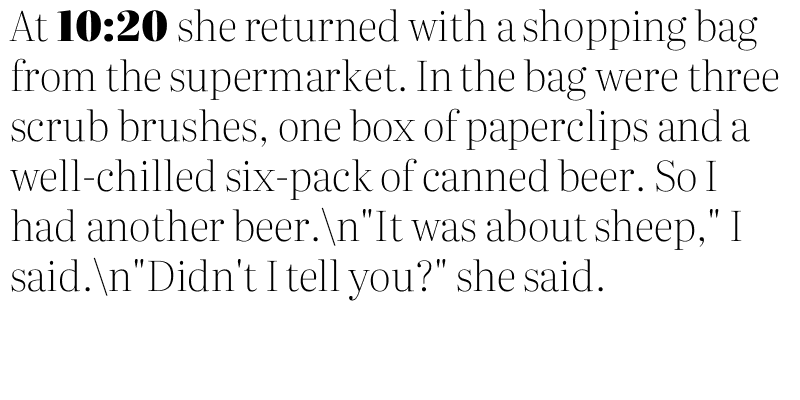 At 10:20 she returned with a shopping bag
from the supermarket. In the bag were three
scrub brushes, one box of paperclips and a
well-chilled six-pack of canned beer. So I
had another beer.\n"It was about sheep," I
said.\n"Didn't I tell you?" she said.